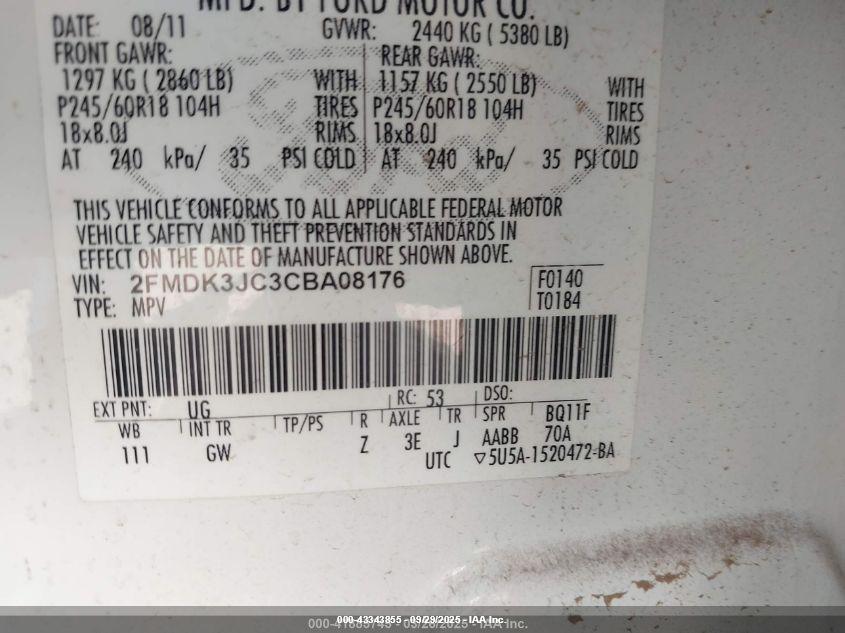 MFD. BY FORD MOTOR CO.
DATE: 08/11 GVWR: 2440 KG ( 5380 LB)
FRONT GAWR: REAR GAWR:
1297 KG ( 2860 LB) WITH 1157 KG ( 2550 LB) WITH
P245/60R18 104H TIRES P245/60R18 104H TIRES
18x8.0J RIMS 18x8.0J RIMS
AT 240 kPa/ 35 PSI COLD AT 240 kPa/ 35 PSI COLD
THIS VEHICLE CONFORMS TO ALL APPLICABLE FEDERAL MOTOR
VEHICLE SAFETY AND THEFT PREVENTION STANDARDS IN
EFFECT ON THE DATE OF MANUFACTURE SHOWN ABOVE.
VIN: 2FMDK3JC3CBA08176 F0140
TYPE: MPV T0184
EXT PNT: UG RC: 53 DSO:
WB INT TR TP/PS R AXLE TR SPR BQ11F
111 GW Z 3E J AABB 70A
UTC ▽5U5A-1520472-BA
000-43343855 - 09/28/2025 - IAA Inc.